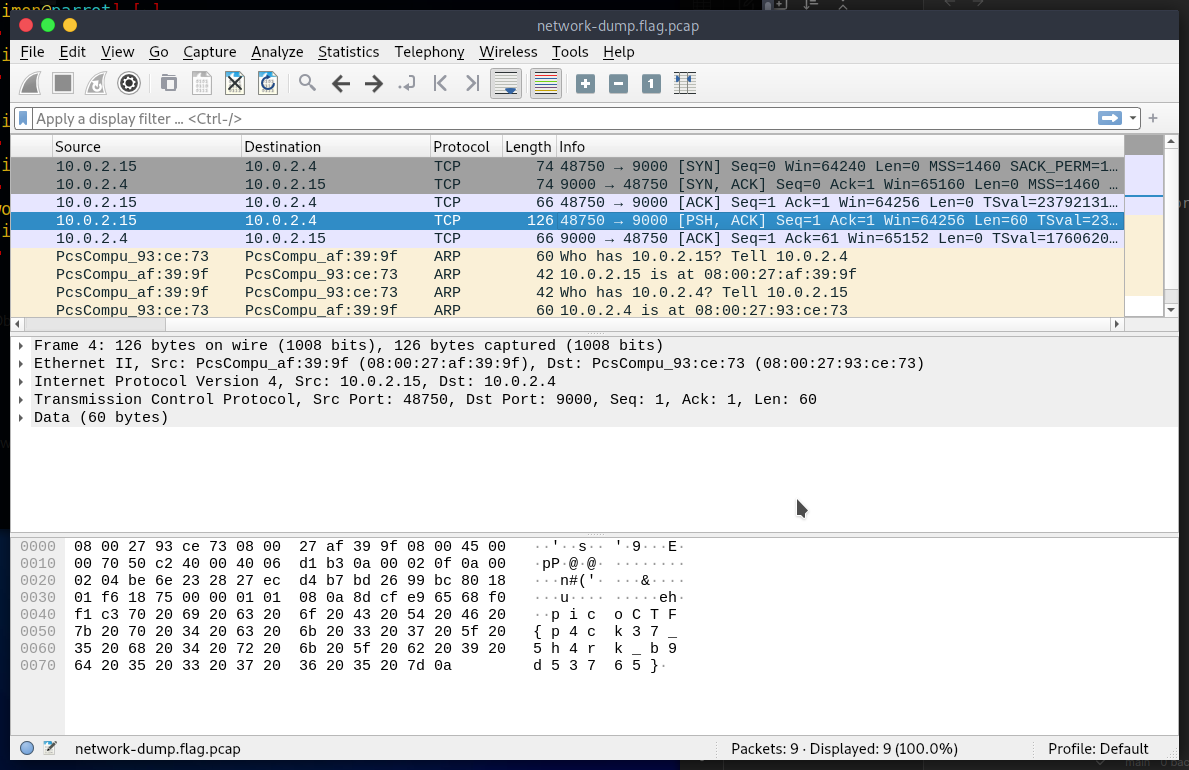 network-dump.flag.pcap
File Edit View Go Capture Analyze Statistics Telephony Wireless Tools Help
Apply a display filter … <Ctrl-/>
Source Destination Protocol Length Info
10.0.2.15 10.0.2.4 TCP 74 48750 → 9000 [SYN] Seq=0 Win=64240 Len=0 MSS=1460 SACK_PERM=1…
10.0.2.4 10.0.2.15 TCP 74 9000 → 48750 [SYN, ACK] Seq=0 Ack=1 Win=65160 Len=0 MSS=1460 …
10.0.2.15 10.0.2.4 TCP 66 48750 → 9000 [ACK] Seq=1 Ack=1 Win=64256 Len=0 TSval=23792131…
10.0.2.15 10.0.2.4 TCP 126 48750 → 9000 [PSH, ACK] Seq=1 Ack=1 Win=64256 Len=60 TSval=23…
10.0.2.4 10.0.2.15 TCP 66 9000 → 48750 [ACK] Seq=1 Ack=61 Win=65152 Len=0 TSval=1760620…
PcsCompu_93:ce:73 PcsCompu_af:39:9f ARP 60 Who has 10.0.2.15? Tell 10.0.2.4
PcsCompu_af:39:9f PcsCompu_93:ce:73 ARP 42 10.0.2.15 is at 08:00:27:af:39:9f
PcsCompu_af:39:9f PcsCompu_93:ce:73 ARP 42 Who has 10.0.2.4? Tell 10.0.2.15
PcsCompu_93:ce:73 PcsCompu_af:39:9f ARP 60 10.0.2.4 is at 08:00:27:93:ce:73
Frame 4: 126 bytes on wire (1008 bits), 126 bytes captured (1008 bits)
Ethernet II, Src: PcsCompu_af:39:9f (08:00:27:af:39:9f), Dst: PcsCompu_93:ce:73 (08:00:27:93:ce:73)
Internet Protocol Version 4, Src: 10.0.2.15, Dst: 10.0.2.4
Transmission Control Protocol, Src Port: 48750, Dst Port: 9000, Seq: 1, Ack: 1, Len: 60
Data (60 bytes)
0000 08 00 27 93 ce 73 08 00 27 af 39 9f 08 00 45 00 ··'··s·· '·9···E·
0010 00 70 50 c2 40 00 40 06 d1 b3 0a 00 02 0f 0a 00 ·pP·@·@· ········
0020 02 04 be 6e 23 28 27 ec d4 b7 bd 26 99 bc 80 18 ···n#('· ···&····
0030 01 f6 18 75 00 00 01 01 08 0a 8d cf e9 65 68 f0 ···u···· ·····eh·
0040 f1 c3 70 20 69 20 63 20 6f 20 43 20 54 20 46 20 ··p i c o C T F
0050 7b 20 70 20 34 20 63 20 6b 20 33 20 37 20 5f 20 { p 4 c k 3 7 _
0060 35 20 68 20 34 20 72 20 6b 20 5f 20 62 20 39 20 5 h 4 r k _ b 9
0070 64 20 35 20 33 20 37 20 36 20 35 20 7d 0a d 5 3 7 6 5 }·
network-dump.flag.pcap Packets: 9 · Displayed: 9 (100.0%) Profile: Default